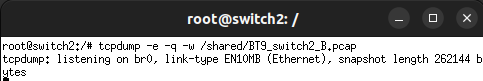 root@switch2: /
root@switch2:/# tcpdump -e -q -w /shared/BT9_switch2_B.pcap
tcpdump: listening on br0, link-type EN10MB (Ethernet), snapshot length 262144 b
ytes